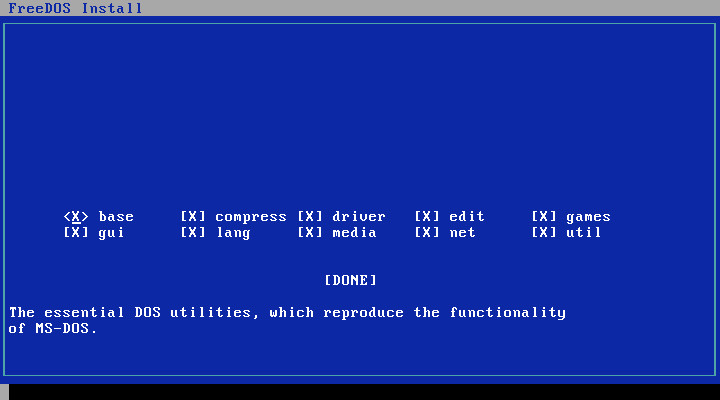 FreeDOS Install
<X> base [X] compress [X] driver [X] edit [X] games
[X] gui [X] lang [X] media [X] net [X] util
[DONE]
The essential DOS utilities, which reproduce the functionality
of MS-DOS.